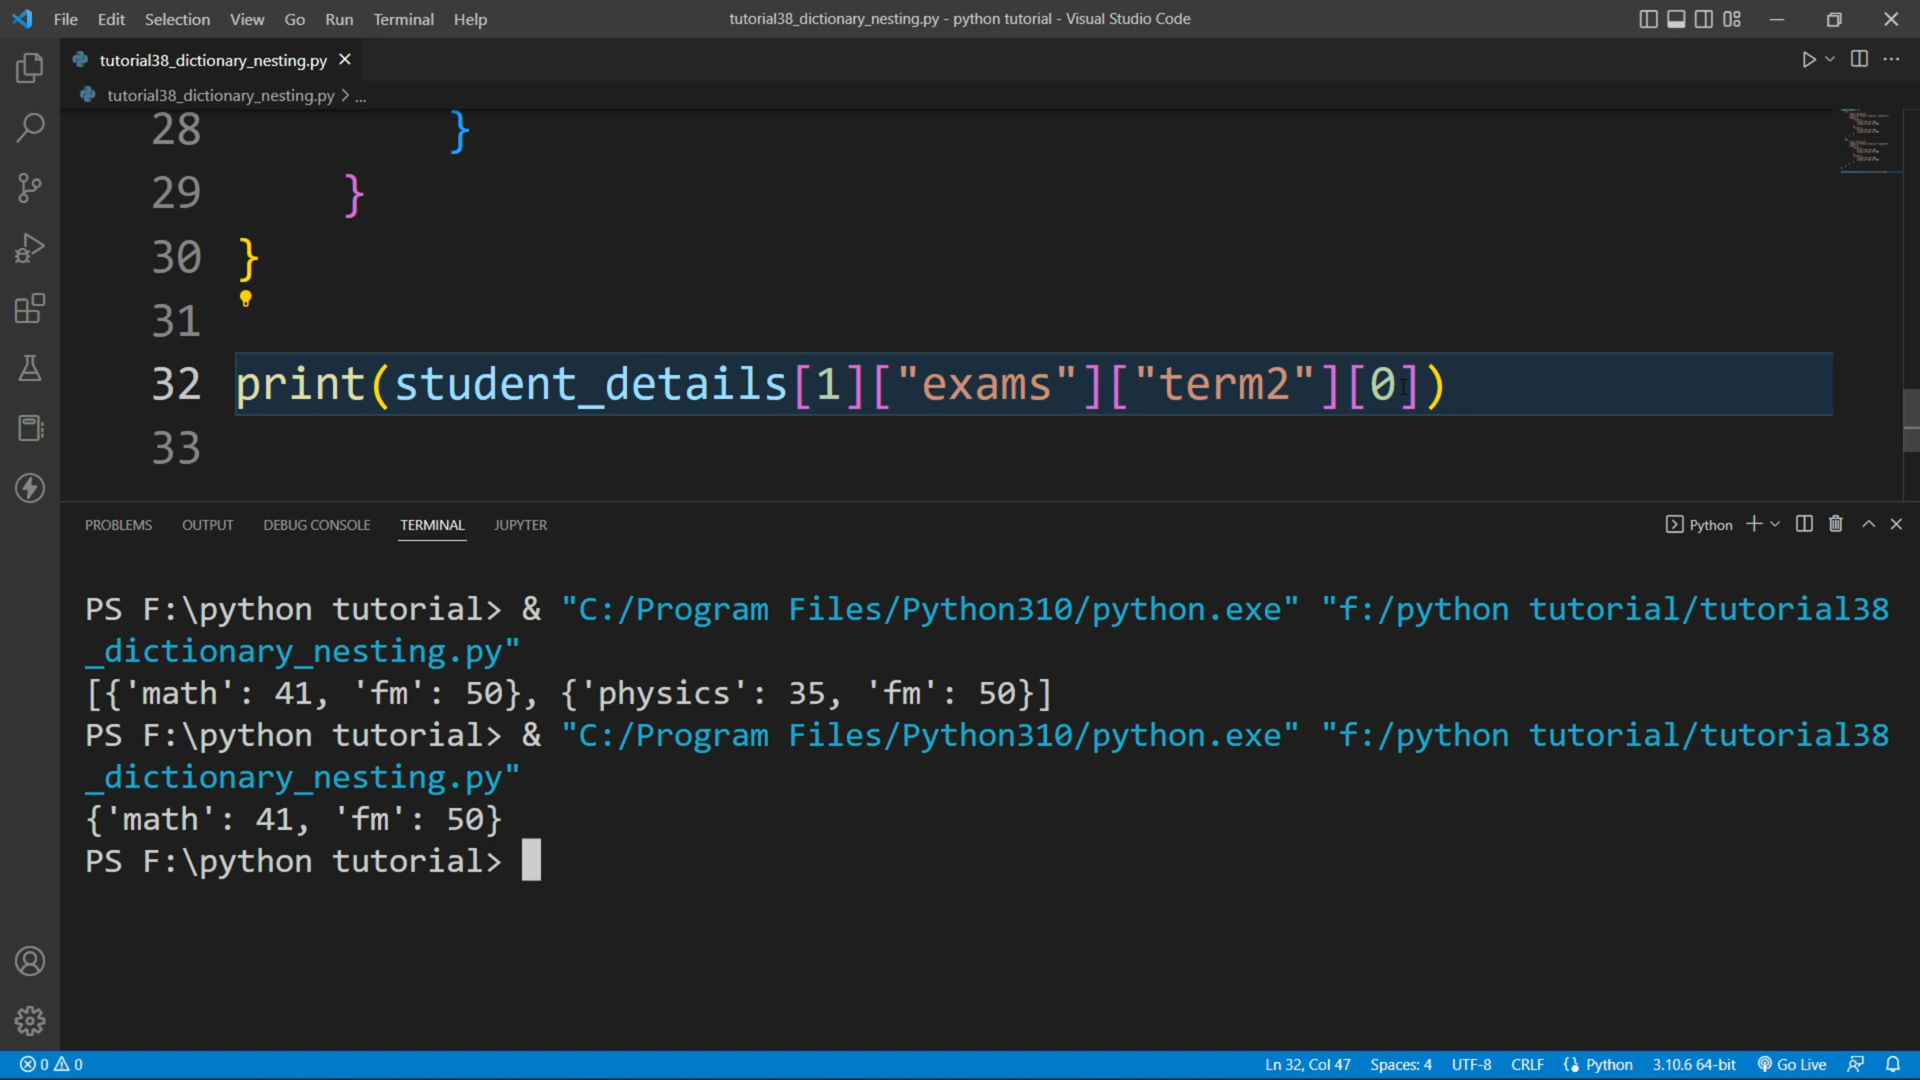 File Edit Selection View Go Run Terminal Help
tutorial38_dictionary_nesting.py - python tutorial - Visual Studio Code
tutorial38_dictionary_nesting.py
tutorial38_dictionary_nesting.py > ...
28 }
29 }
30 }
31
32 print(student_details[1]["exams"]["term2"][0])
33
PROBLEMS OUTPUT DEBUG CONSOLE TERMINAL JUPYTER
Python
PS F:\python tutorial> & "C:/Program Files/Python310/python.exe" "f:/python tutorial/tutorial38
_dictionary_nesting.py"
[{'math': 41, 'fm': 50}, {'physics': 35, 'fm': 50}]
PS F:\python tutorial> & "C:/Program Files/Python310/python.exe" "f:/python tutorial/tutorial38
_dictionary_nesting.py"
{'math': 41, 'fm': 50}
PS F:\python tutorial>
0 0 Ln 32, Col 47 Spaces: 4 UTF-8 CRLF Python 3.10.6 64-bit Go Live